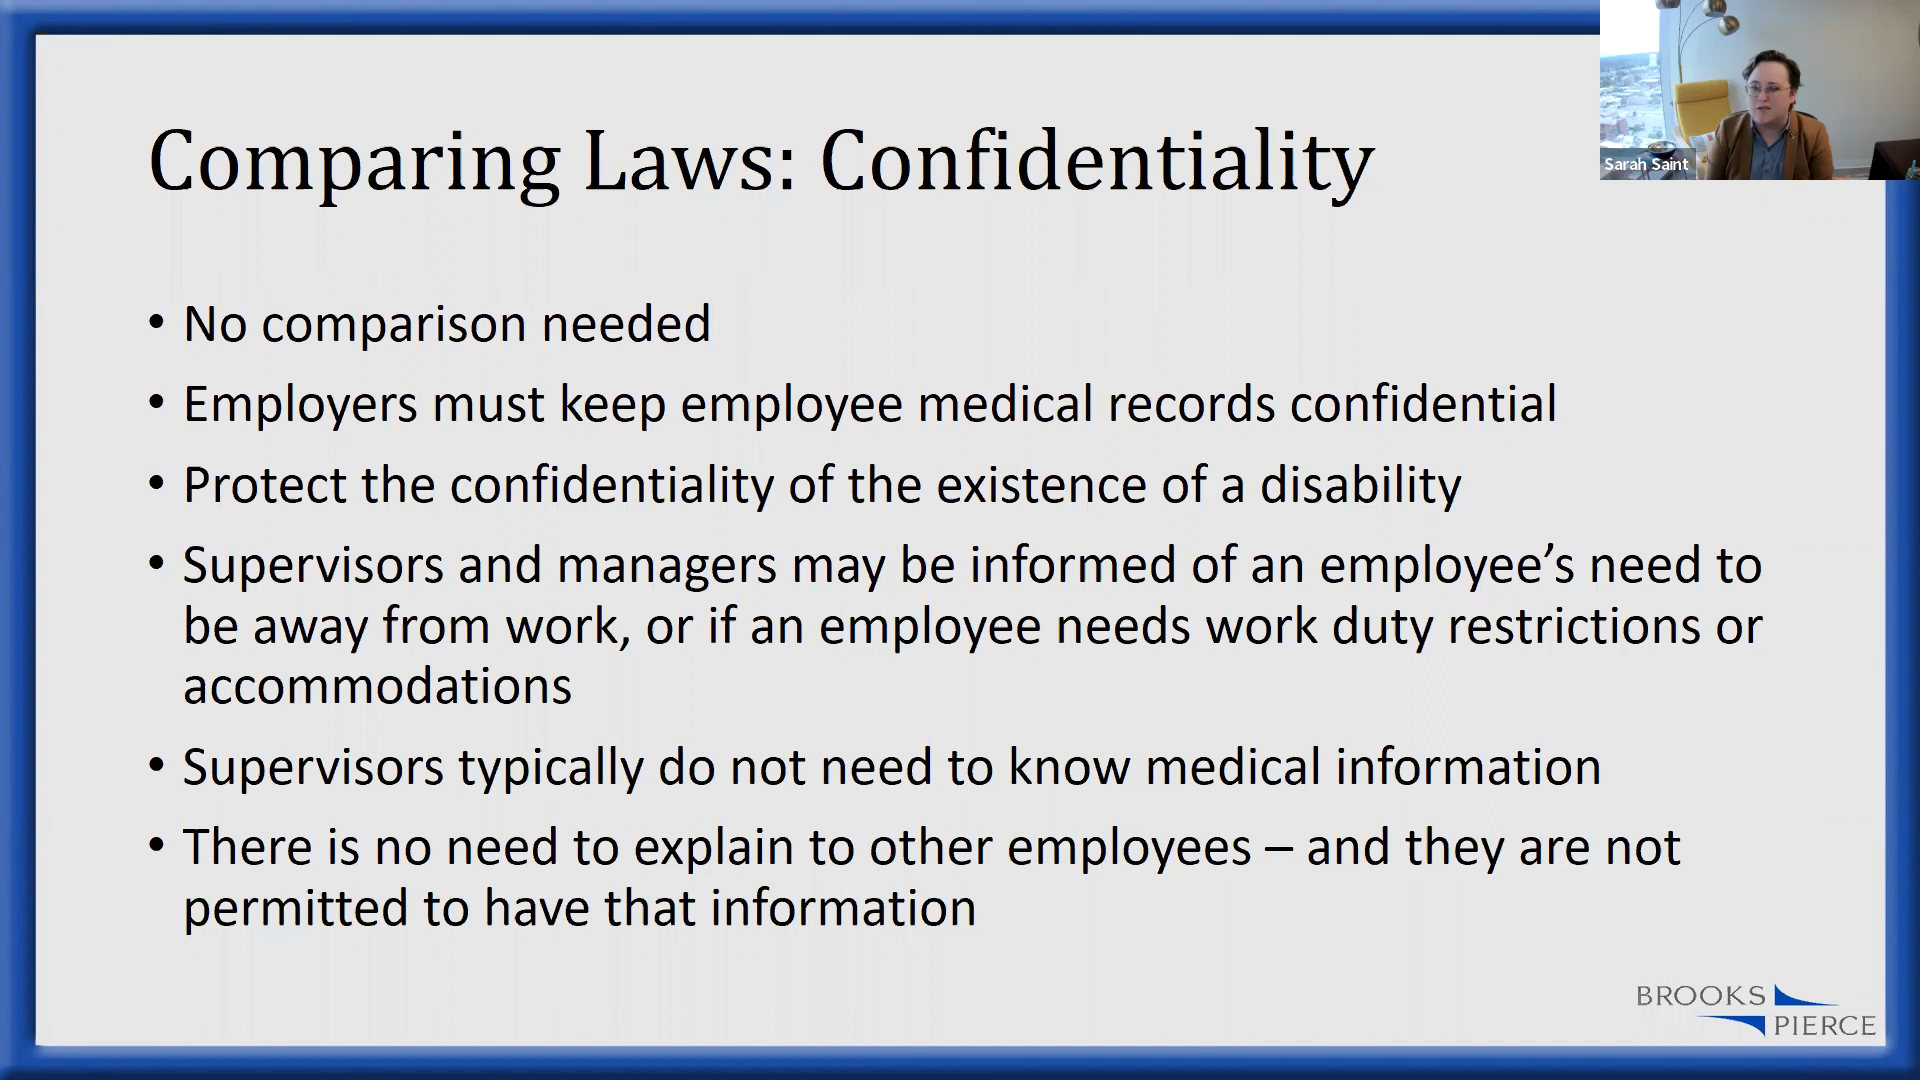 Comparing Laws: Confidentiality
Sarah Saint
• No comparison needed
• Employers must keep employee medical records confidential
• Protect the confidentiality of the existence of a disability
• Supervisors and managers may be informed of an employee’s need to
be away from work, or if an employee needs work duty restrictions or
accommodations
• Supervisors typically do not need to know medical information
• There is no need to explain to other employees – and they are not
permitted to have that information
BROOKS
PIERCE